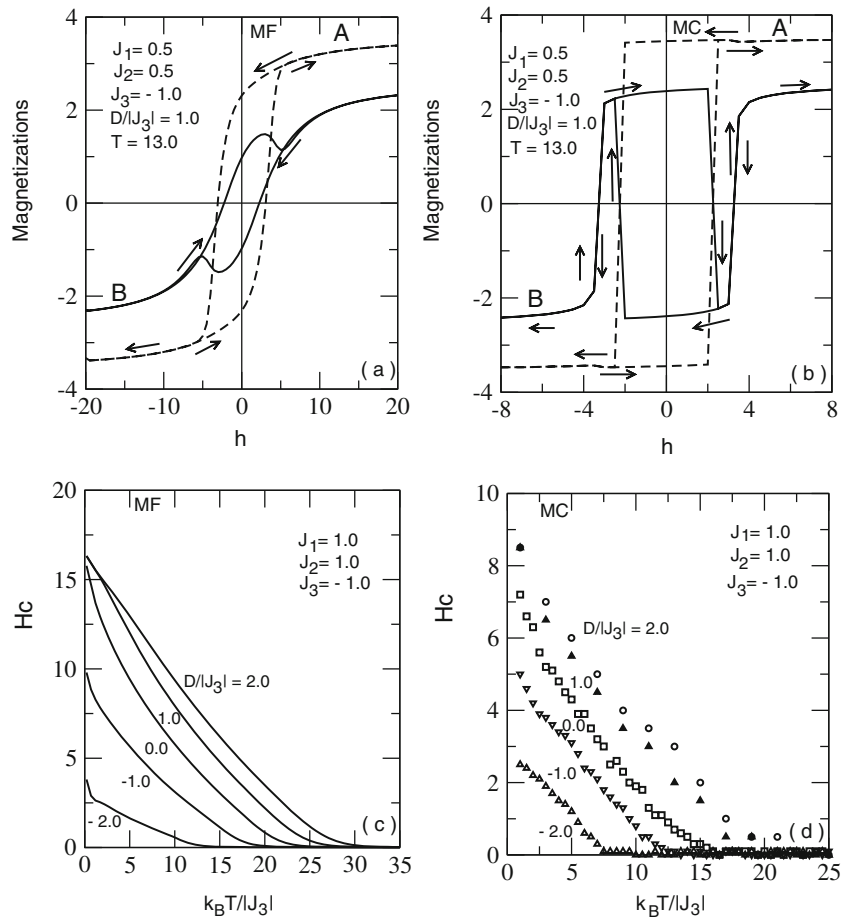 MF
A
J1 = 0.5
J2 = 0.5
J3 = - 1.0
D/|J3| = 1.0
T = 13.0
B
( a )
4
2
0
-2
-4
-20 -10 0 10 20
Magnetizations
h
MC
A
J1 = 0.5
J2 = 0.5
J3 = - 1.0
D/|J3| = 1.0
T = 13.0
B
( b )
4
2
0
-2
-4
-8 -4 0 4 8
Magnetizations
h
MF
J1 = 1.0
J2 = 1.0
J3 = - 1.0
D/|J3| = 2.0
1.0
0.0
-1.0
- 2.0
( c )
20
15
10
5
0
0 5 10 15 20 25 30 35
Hc
kBT/|J3|
MC
J1 = 1.0
J2 = 1.0
J3 = - 1.0
D/|J3| = 2.0
1.0
0.0
-1.0
- 2.0
( d )
10
8
6
4
2
0
0 5 10 15 20 25
Hc
kBT/|J3|